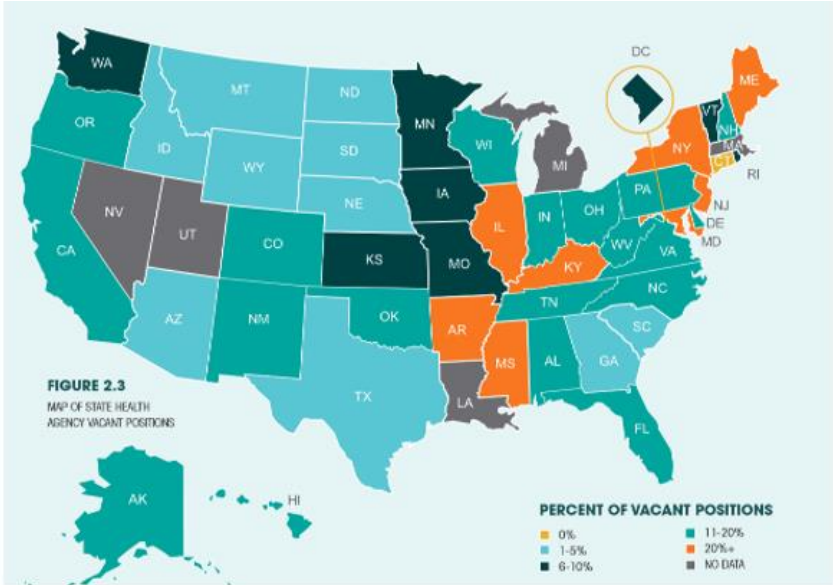 DC
WA
MT
ND
MN
ME
VT
NH
OR
ID
SD
WI
NY
MA
WY
MI
CT
RI
NE
IA
PA
NJ
NV
IL
IN
OH
DE
UT
MD
CA
CO
KS
MO
WV
VA
KY
NC
TN
AZ
NM
OK
AR
SC
MS
AL
GA
TX
LA
FL
FIGURE 2.3
MAP OF STATE HEALTH
AGENCY VACANT POSITIONS
AK
HI
PERCENT OF VACANT POSITIONS
0%
1-5%
6-10%
11-20%
20%+
NO DATA